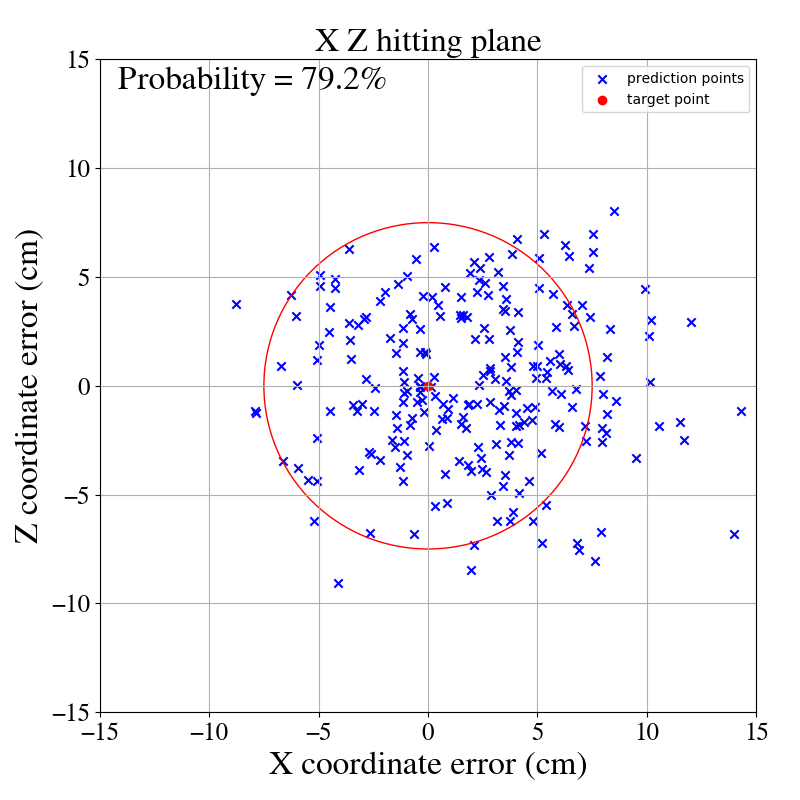 X Z hitting plane
Probability = 79.2%
prediction points
target point
Z coordinate error (cm)
15
10
5
0
−5
−10
−15
−15 −10 −5 0 5 10 15
X coordinate error (cm)